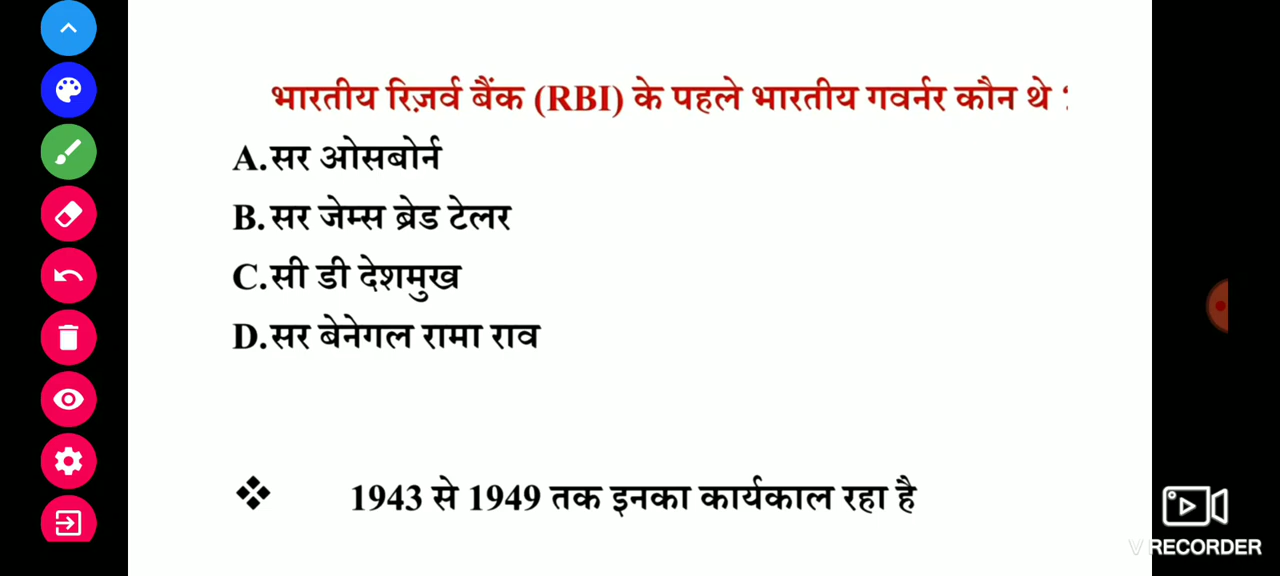 भारतीय रिज़र्व बैंक (RBI) के पहले भारतीय गवर्नर कौन थे
A.सर ओसबोर्न
B.सर जेम्स ब्रेड टेलर
C.सी डी देशमुख
D.सर बेनेगल रामा राव
❖ 1943 से 1949 तक इनका कार्यकाल रहा है
V RECORDER